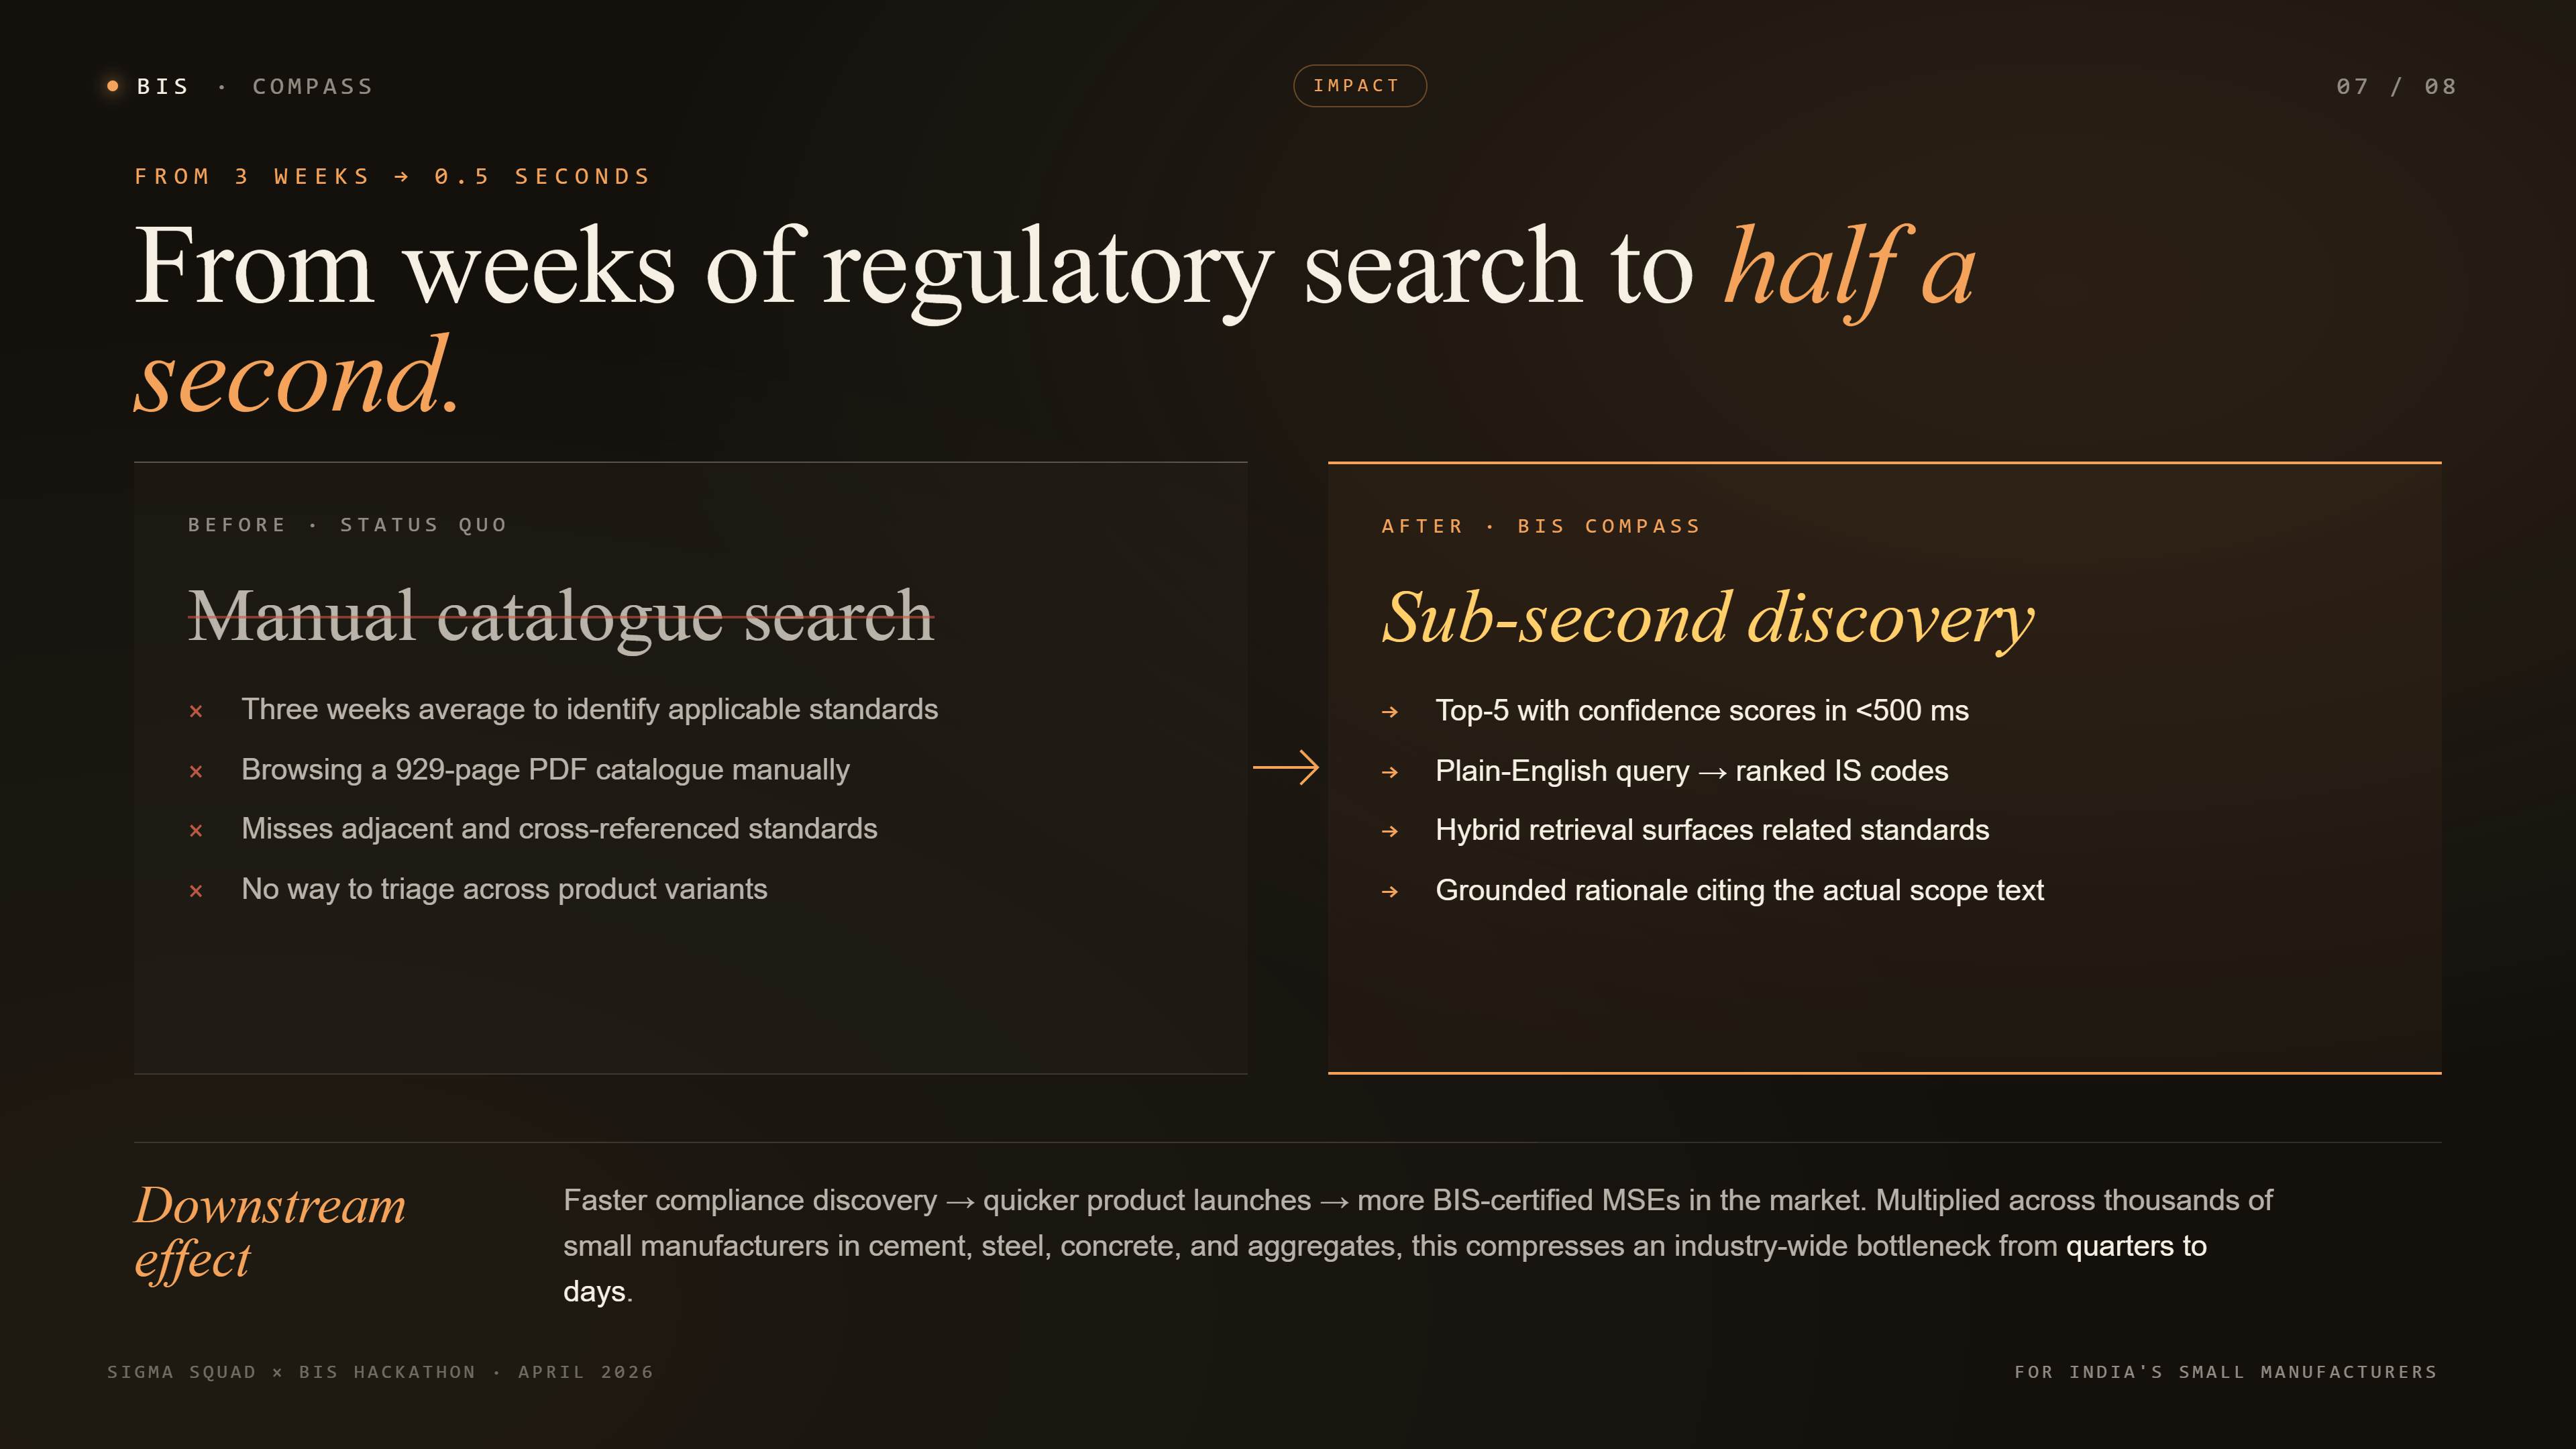 BIS · COMPASS
IMPACT
07 / 08
FROM 3 WEEKS → 0.5 SECONDS
From weeks of regulatory search to half a
second.
BEFORE · STATUS QUO
Manual catalogue search
× Three weeks average to identify applicable standards
× Browsing a 929-page PDF catalogue manually
× Misses adjacent and cross-referenced standards
× No way to triage across product variants
→
AFTER · BIS COMPASS
Sub-second discovery
→ Top-5 with confidence scores in <500 ms
→ Plain-English query → ranked IS codes
→ Hybrid retrieval surfaces related standards
→ Grounded rationale citing the actual scope text
Downstream
effect
Faster compliance discovery → quicker product launches → more BIS-certified MSEs in the market. Multiplied across thousands of
small manufacturers in cement, steel, concrete, and aggregates, this compresses an industry-wide bottleneck from quarters to
days.
SIGMA SQUAD × BIS HACKATHON · APRIL 2026
FOR INDIA'S SMALL MANUFACTURERS